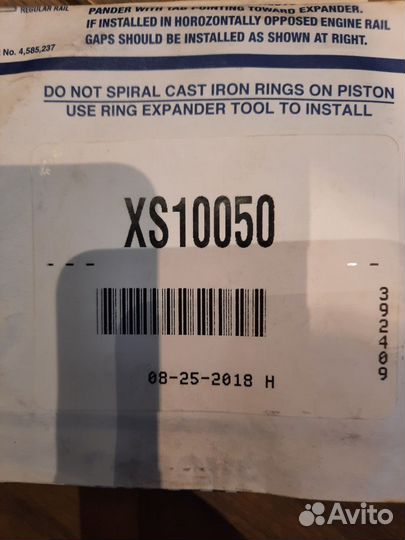 REGULAR RAIL
PANDER WITH TAB POINTING TOWARD EXPANDER.
IF INSTALLED IN HOROZONTALLY OPPOSED ENGINE RAIL
GAPS SHOULD BE INSTALLED AS SHOWN AT RIGHT.
No. 4,585,237
DO NOT SPIRAL CAST IRON RINGS ON PISTON
USE RING EXPANDER TOOL TO INSTALL
XS10050
- - - - -
392409
08-25-2018 H
Avito